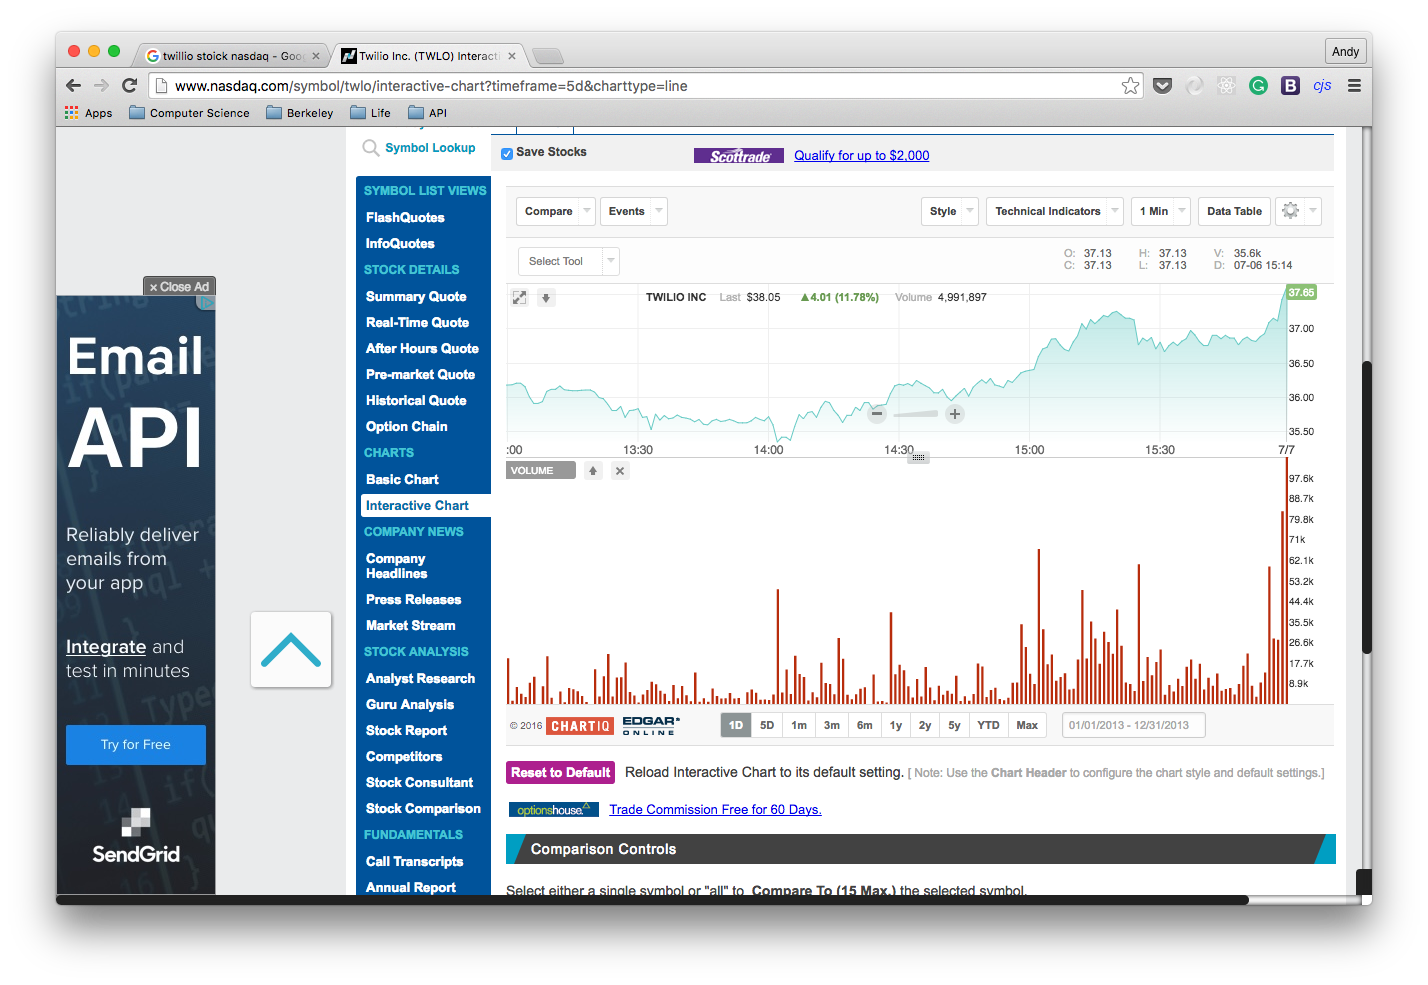 twillio stoick nasdaq - Goo
Twilio Inc. (TWLO) Interacti
Andy
www.nasdaq.com/symbol/twlo/interactive-chart?timeframe=5d&charttype=line
cjs
Apps
Computer Science
Berkeley
Life
API
Symbol Lookup
Save Stocks
Scottrade
Qualify for up to $2,000
SYMBOL LIST VIEWS
FlashQuotes
InfoQuotes
STOCK DETAILS
Summary Quote
Real-Time Quote
After Hours Quote
Pre-market Quote
Historical Quote
Option Chain
CHARTS
Basic Chart
Interactive Chart
COMPANY NEWS
Company
Headlines
Press Releases
Market Stream
STOCK ANALYSIS
Analyst Research
Guru Analysis
Stock Report
Competitors
Stock Consultant
Stock Comparison
FUNDAMENTALS
Call Transcripts
Annual Report
x Close Ad
Email
API
Reliably deliver
emails from
your app
Integrate and
test in minutes
Try for Free
SendGrid
Compare
Events
Style
Technical Indicators
1 Min
Data Table
Select Tool
O: 37.13 H: 37.13 V: 35.6k
C: 37.13 L: 37.13 D: 07-06 15:14
TWILIO INC Last $38.05 ▲4.01 (11.78%) Volume 4,991,897
37.65
37.00
36.50
36.00
35.50
:00 13:30 14:00 14:30 15:00 15:30 7/7
VOLUME
97.6k
88.7k
79.8k
71k
62.1k
53.2k
44.4k
35.5k
26.6k
17.7k
8.9k
© 2016 CHARTIQ EDGAR ONLINE
1D 5D 1m 3m 6m 1y 2y 5y YTD Max
01/01/2013 - 12/31/2013
Reset to Default Reload Interactive Chart to its default setting. [ Note: Use the Chart Header to configure the chart style and default settings.]
optionshouse. Trade Commission Free for 60 Days.
Comparison Controls
Select either a single symbol or "all" to Compare To (15 Max.) the selected symbol.